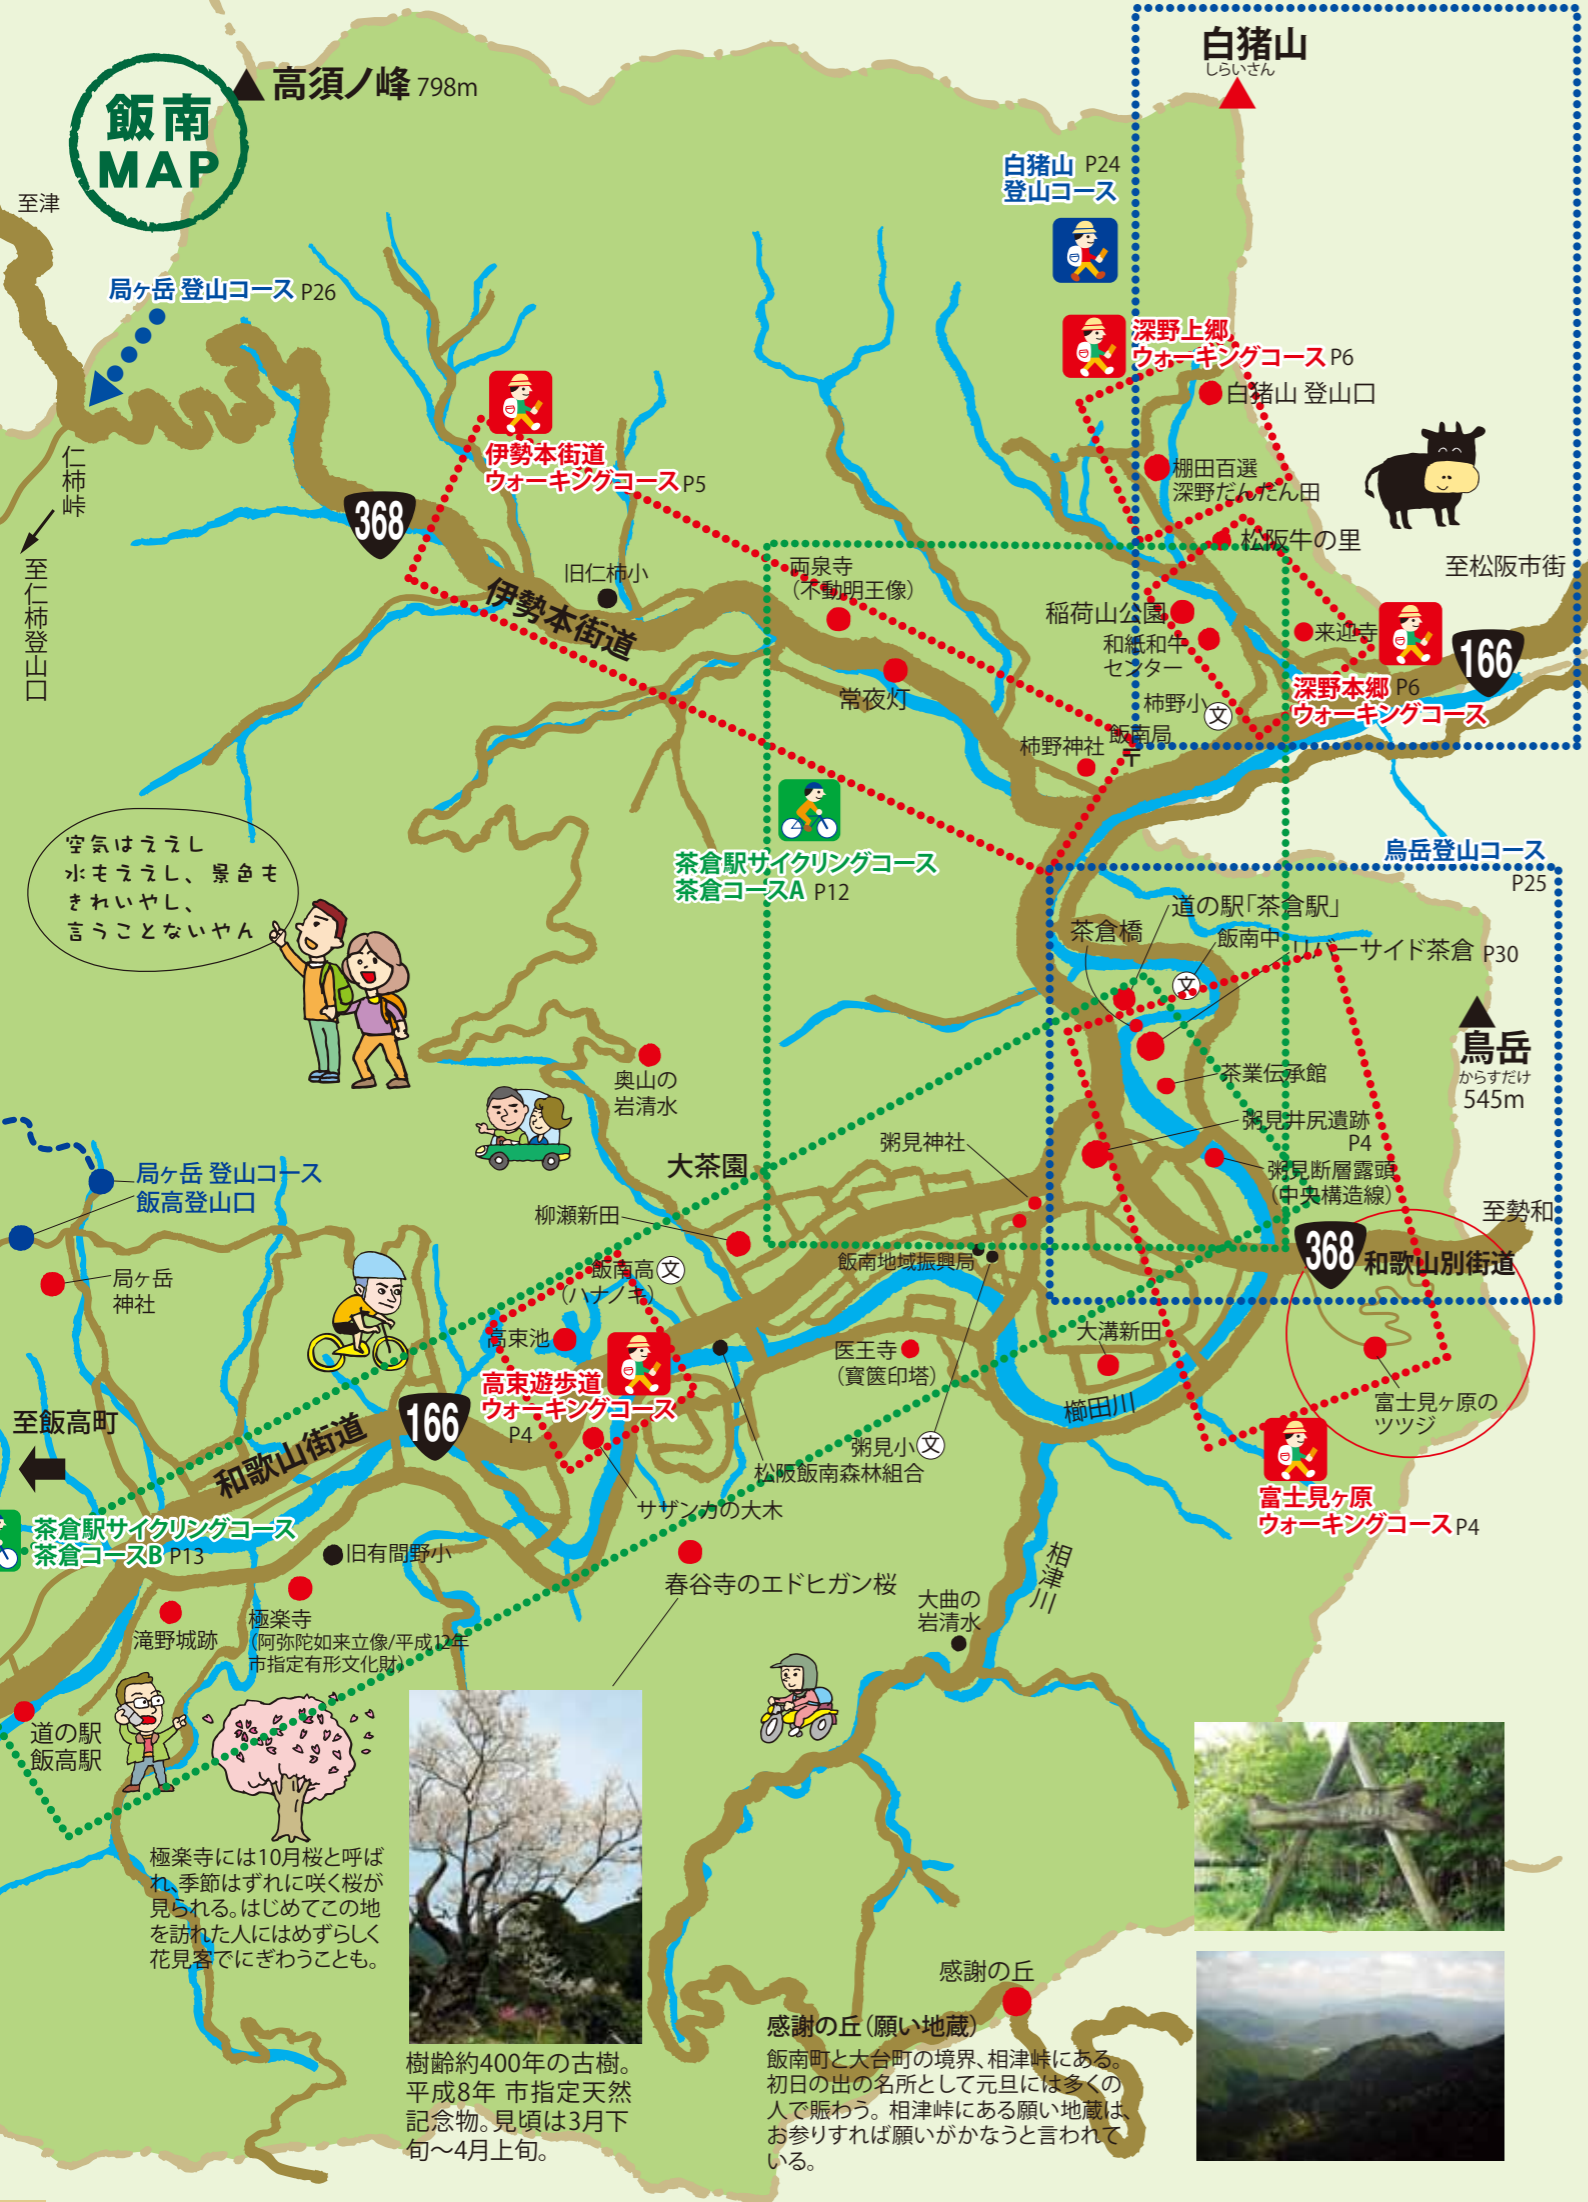 飯南
MAP
高須ノ峰 798m
白猪山
しらいさん
至津
白猪山 P24
登山コース
局ヶ岳 登山コース P26
深野上郷
ウォーキングコース P6
白猪山 登山口
仁柿峠
至仁柿登山口
伊勢本街道
ウォーキングコース P5
棚田百選
深野だんだん田
松阪牛の里
368
至松阪市街
旧仁柿小
両泉寺
（不動明王像）
伊勢本街道
稲荷山公園
和紙和牛
センター
来迎寺
166
常夜灯
柿野小
文
深野本郷 P6
ウォーキングコース
飯南局
〒
柿野神社
空気はええし
水もええし、景色も
きれいやし、
言うことないやん
茶倉駅サイクリングコース
茶倉コースA P12
烏岳登山コース
P25
道の駅「茶倉駅」
茶倉橋
飯南中
文
リバーサイド茶倉 P30
烏岳
からすだけ
545m
奥山の
岩清水
茶業伝承館
粥見井尻遺跡
P4
粥見神社
大茶園
粥見断層露頭
（中央構造線）
局ヶ岳 登山コース
飯高登山口
至勢和
柳瀬新田
368
和歌山別街道
飯南地域振興局
飯南高
文
（ハナノキ）
局ヶ岳
神社
高束池
大溝新田
医王寺
（寳篋印塔）
高束遊歩道
ウォーキングコース
P4
富士見ヶ原の
ツツジ
至飯高町
166
和歌山街道
櫛田川
粥見小
文
松阪飯南森林組合
富士見ヶ原
ウォーキングコース P4
サザンカの大木
茶倉駅サイクリングコース
茶倉コースB P13
旧有間野小
春谷寺のエドヒガン桜
相津川
大曲の
岩清水
滝野城跡
極楽寺
（阿弥陀如来立像/平成12年
市指定有形文化財）
道の駅
飯高駅
極楽寺には10月桜と呼ば
れ、季節はずれに咲く桜が
見られる。はじめてこの地
を訪れた人にはめずらしく
花見客でにぎわうことも。
樹齢約400年の古樹。
平成8年 市指定天然
記念物。見頃は3月下
旬～4月上旬。
感謝の丘
感謝の丘（願い地蔵）
飯南町と大台町の境界、相津峠にある。
初日の出の名所として元旦には多くの
人で賑わう。相津峠にある願い地蔵は、
お参りすれば願いがかなうと言われて
いる。